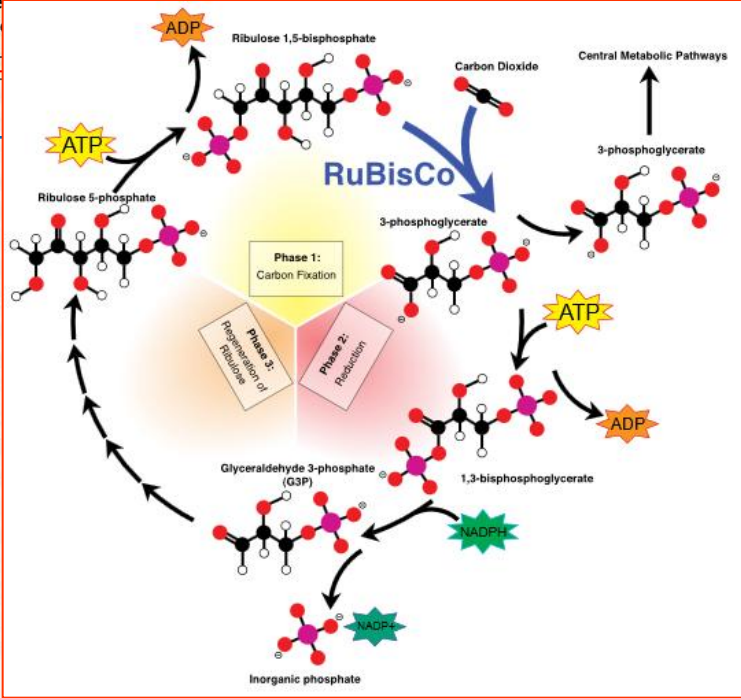 ADP
Ribulose 1,5-bisphosphate
Carbon Dioxide
Central Metabolic Pathways
ATP
RuBisCo
3-phosphoglycerate
Ribulose 5-phosphate
3-phosphoglycerate
Phase 1:
Carbon Fixation
Phase 3:
Regeneration of
Ribulose
Phase 2:
Reduction
ATP
ADP
1,3-bisphosphoglycerate
Glyceraldehyde 3-phosphate
(G3P)
NADPH
NADP+
Inorganic phosphate